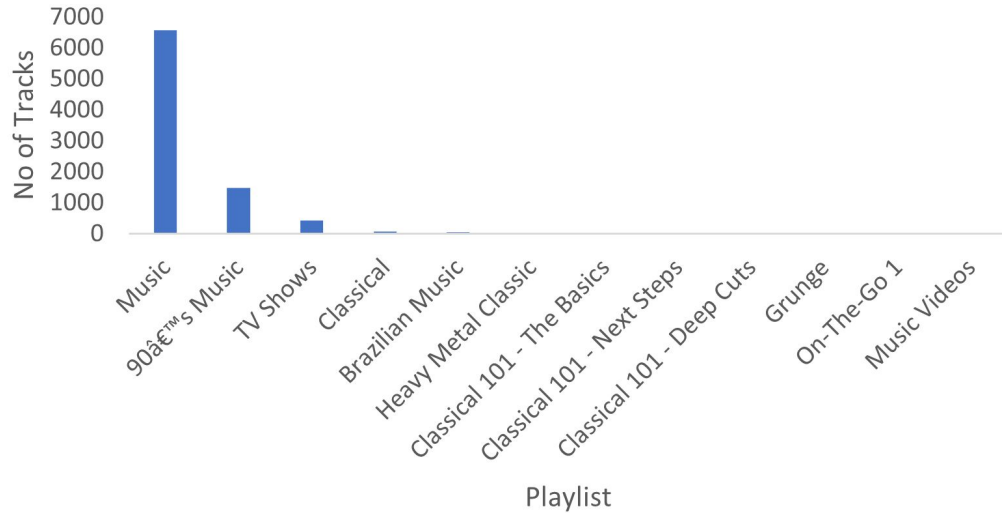 7000
6000
5000
4000
3000
2000
1000
0
No of Tracks
Music
90â€™s Music
TV Shows
Classical
Brazilian Music
Heavy Metal Classic
Classical 101 - The Basics
Classical 101 - Next Steps
Classical 101 - Deep Cuts
Grunge
On-The-Go 1
Music Videos
Playlist